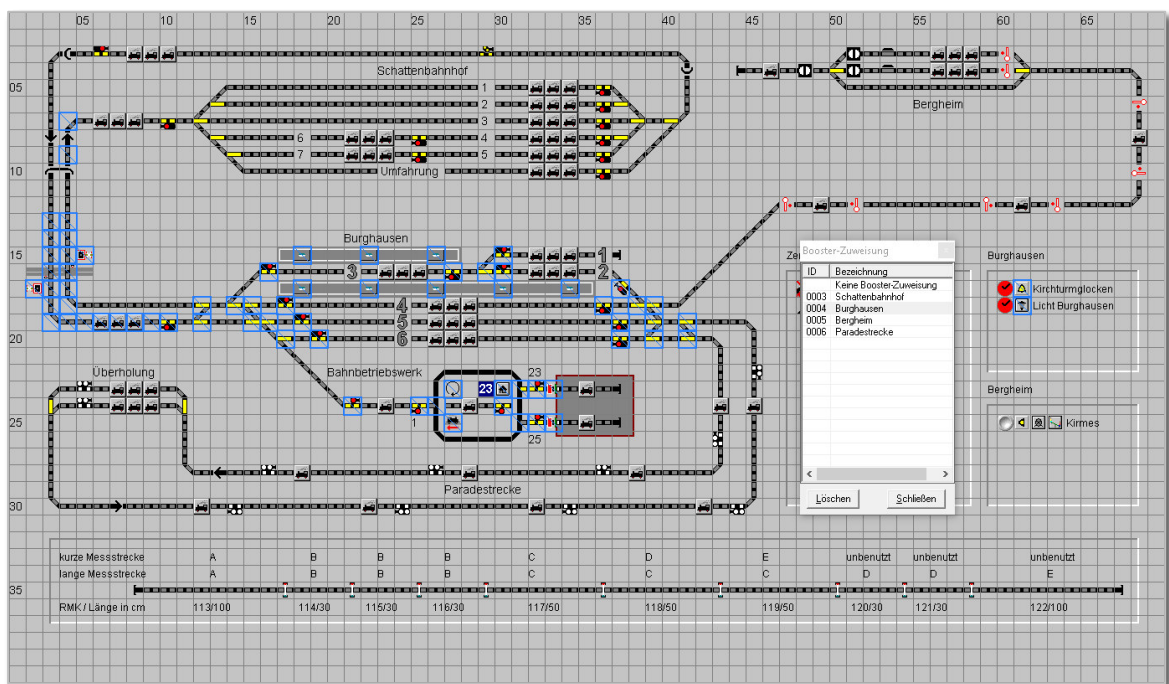 05 10 15 20 25 30 35 45 50 55 60 65
Schattenbahnhof
05 1
2 Bergheim
3
6 4
7 5
10 Umfahrung
Burghausen
Booster-Zuweisung
15 1 Burghausen
3 2
ID Bezeichnung
Keine Booster-Zuweisung Kirchturmglocken
0003 Schattenbahnhof
4 0004 Burghausen Licht Burghausen
5 0005 Bergheim
20 6 0006 Paradestrecke
Überholung Bahnbetriebswerk 23
23 Bergheim
25 1 Kirmes
25
Paradestrecke
Löschen Schließen
30
kurze Messstrecke A B B B C D E unbenutzt unbenutzt unbenutzt
lange Messstrecke A B B B C C C D D E
35
RMK / Länge in cm 113/100 114/30 115/30 116/30 117/50 118/50 119/50 120/30 121/30 122/100